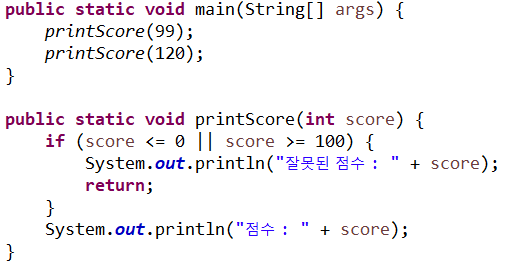 public static void main(String[] args) {
    printScore(99);
    printScore(120);
}

public static void printScore(int score) {
    if (score <= 0 || score >= 100) {
        System.out.println("잘못된 점수 : " + score);
        return;
    }
    System.out.println("점수 : " + score);
}